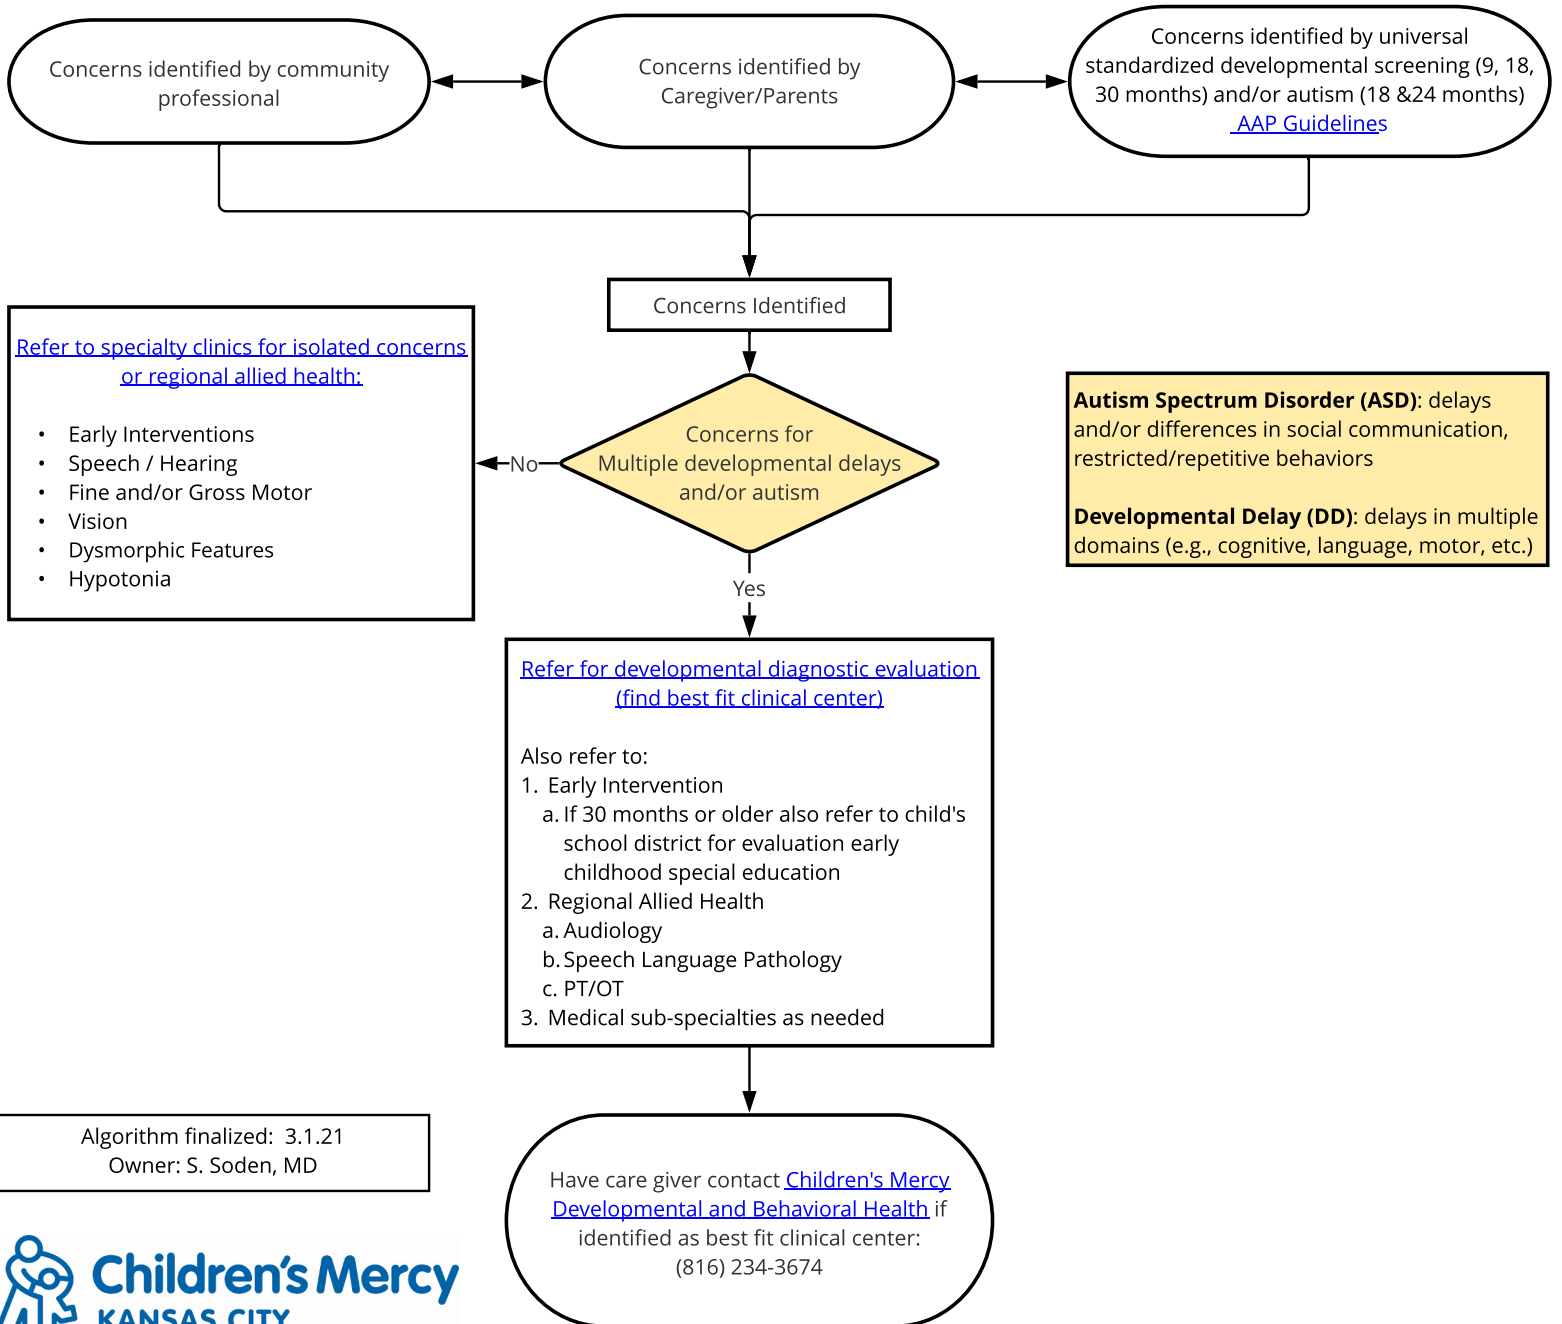 Concerns identified by community
professional
Concerns identified by
Caregiver/Parents
Concerns identified by universal
standardized developmental screening (9, 18,
30 months) and/or autism (18 &24 months)
AAP Guidelines
Concerns Identified
Refer to specialty clinics for isolated concerns
or regional allied health:
• Early Interventions
• Speech / Hearing
• Fine and/or Gross Motor
• Vision
• Dysmorphic Features
• Hypotonia
No
Concerns for
Multiple developmental delays
and/or autism
Autism Spectrum Disorder (ASD): delays
and/or differences in social communication,
restricted/repetitive behaviors
Developmental Delay (DD): delays in multiple
domains (e.g., cognitive, language, motor, etc.)
Yes
Refer for developmental diagnostic evaluation
(find best fit clinical center)
Also refer to:
1. Early Intervention
a. If 30 months or older also refer to child's
school district for evaluation early
childhood special education
2. Regional Allied Health
a. Audiology
b. Speech Language Pathology
c. PT/OT
3. Medical sub-specialties as needed
Algorithm finalized: 3.1.21
Owner: S. Soden, MD
Have care giver contact Children's Mercy
Developmental and Behavioral Health if
identified as best fit clinical center:
(816) 234-3674
Children's Mercy
KANSAS CITY